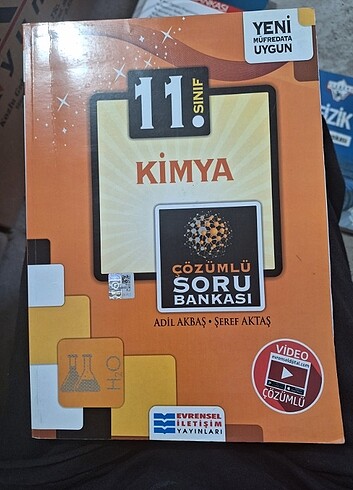 YENİ
MÜFREDATA
UYGUN
11.
SINIF
KİMYA
ÇÖZÜMLÜ
SORU
BANKASI
ADİL AKBAŞ • ŞEREF AKTAŞ
H₂O
VİDEO
ÇÖZÜMLÜ
EVRENSEL
İLETİŞİM
YAYINLARI